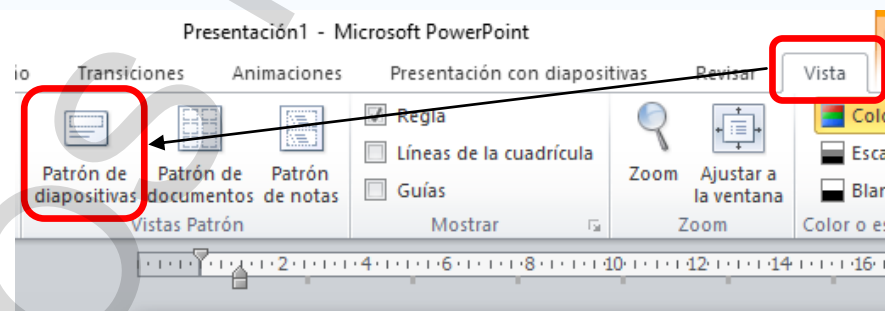 Presentación1 - Microsoft PowerPoint
io Transiciones Animaciones Presentación con diapositivas Revisar Vista
Patrón de diapositivas
Patrón de documentos
Patrón de notas
Vistas Patrón
Regla
Líneas de la cuadrícula
Guías
Mostrar
Zoom
Ajustar a la ventana
Zoom
Colo
Esca
Blar
Color o es
2 4 6 8 10 12 14 16